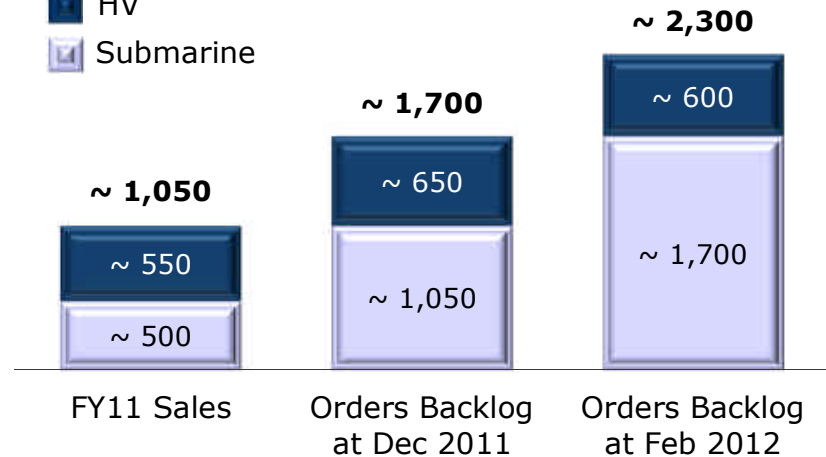 HV
Submarine
~ 2,300
~ 1,700
~ 1,050
~ 600
~ 650
~ 550
~ 1,700
~ 1,050
~ 500
FY11 Sales
Orders Backlog
at Dec 2011
Orders Backlog
at Feb 2012